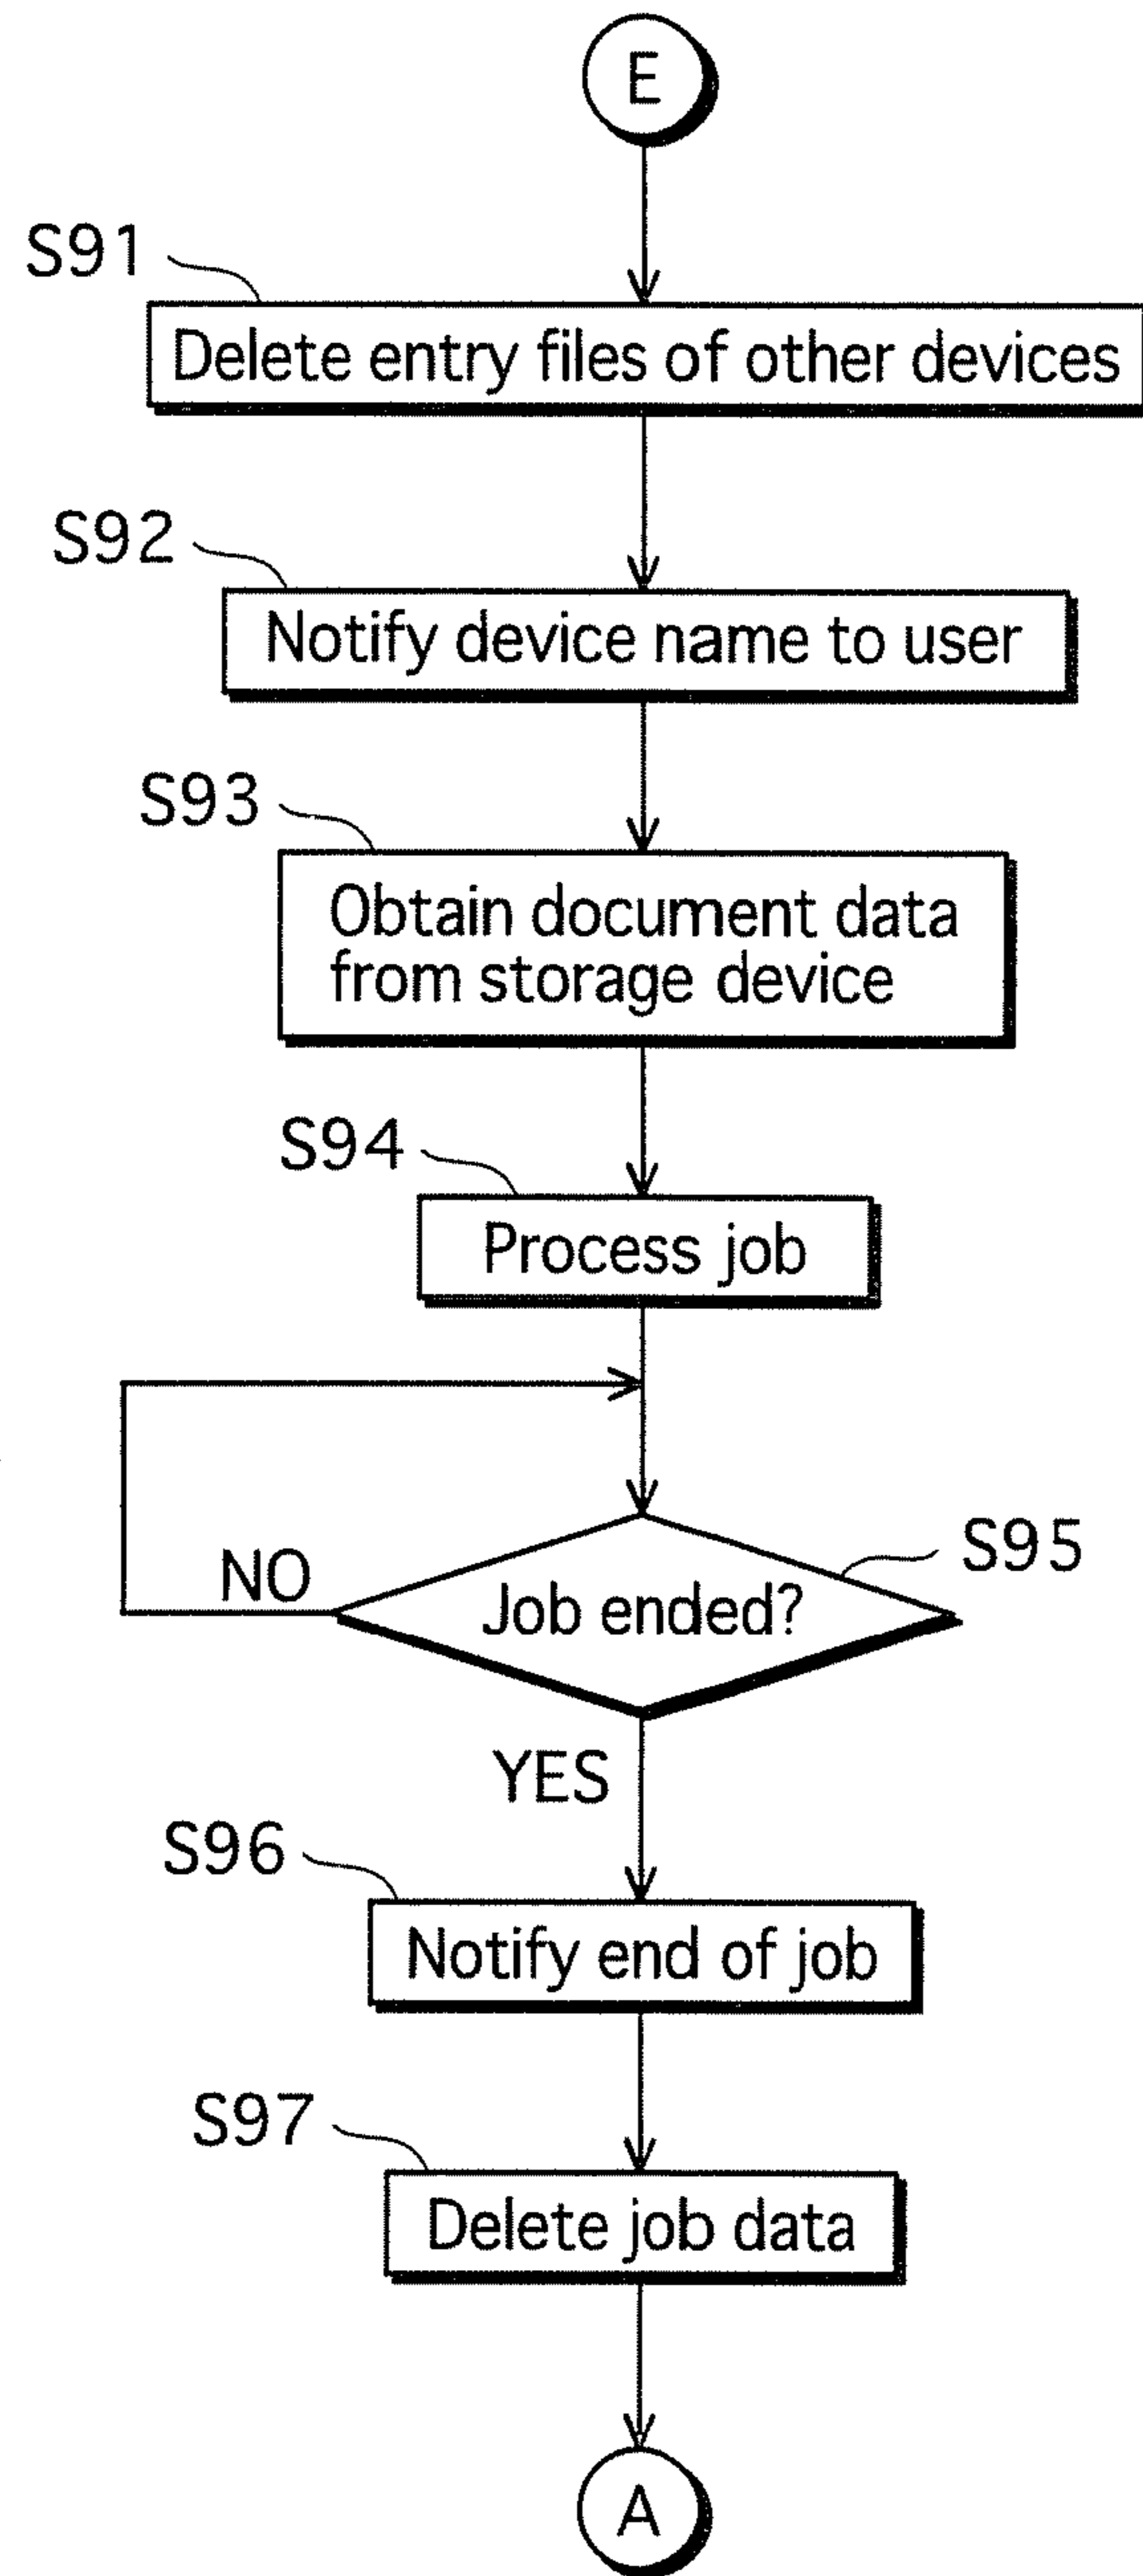 E
S91
Delete entry files of other devices
S92
Notify device name to user
S93
Obtain document data
from storage device
S94
Process job
S95
Job ended?
NO
YES
S96
Notify end of job
S97
Delete job data
A